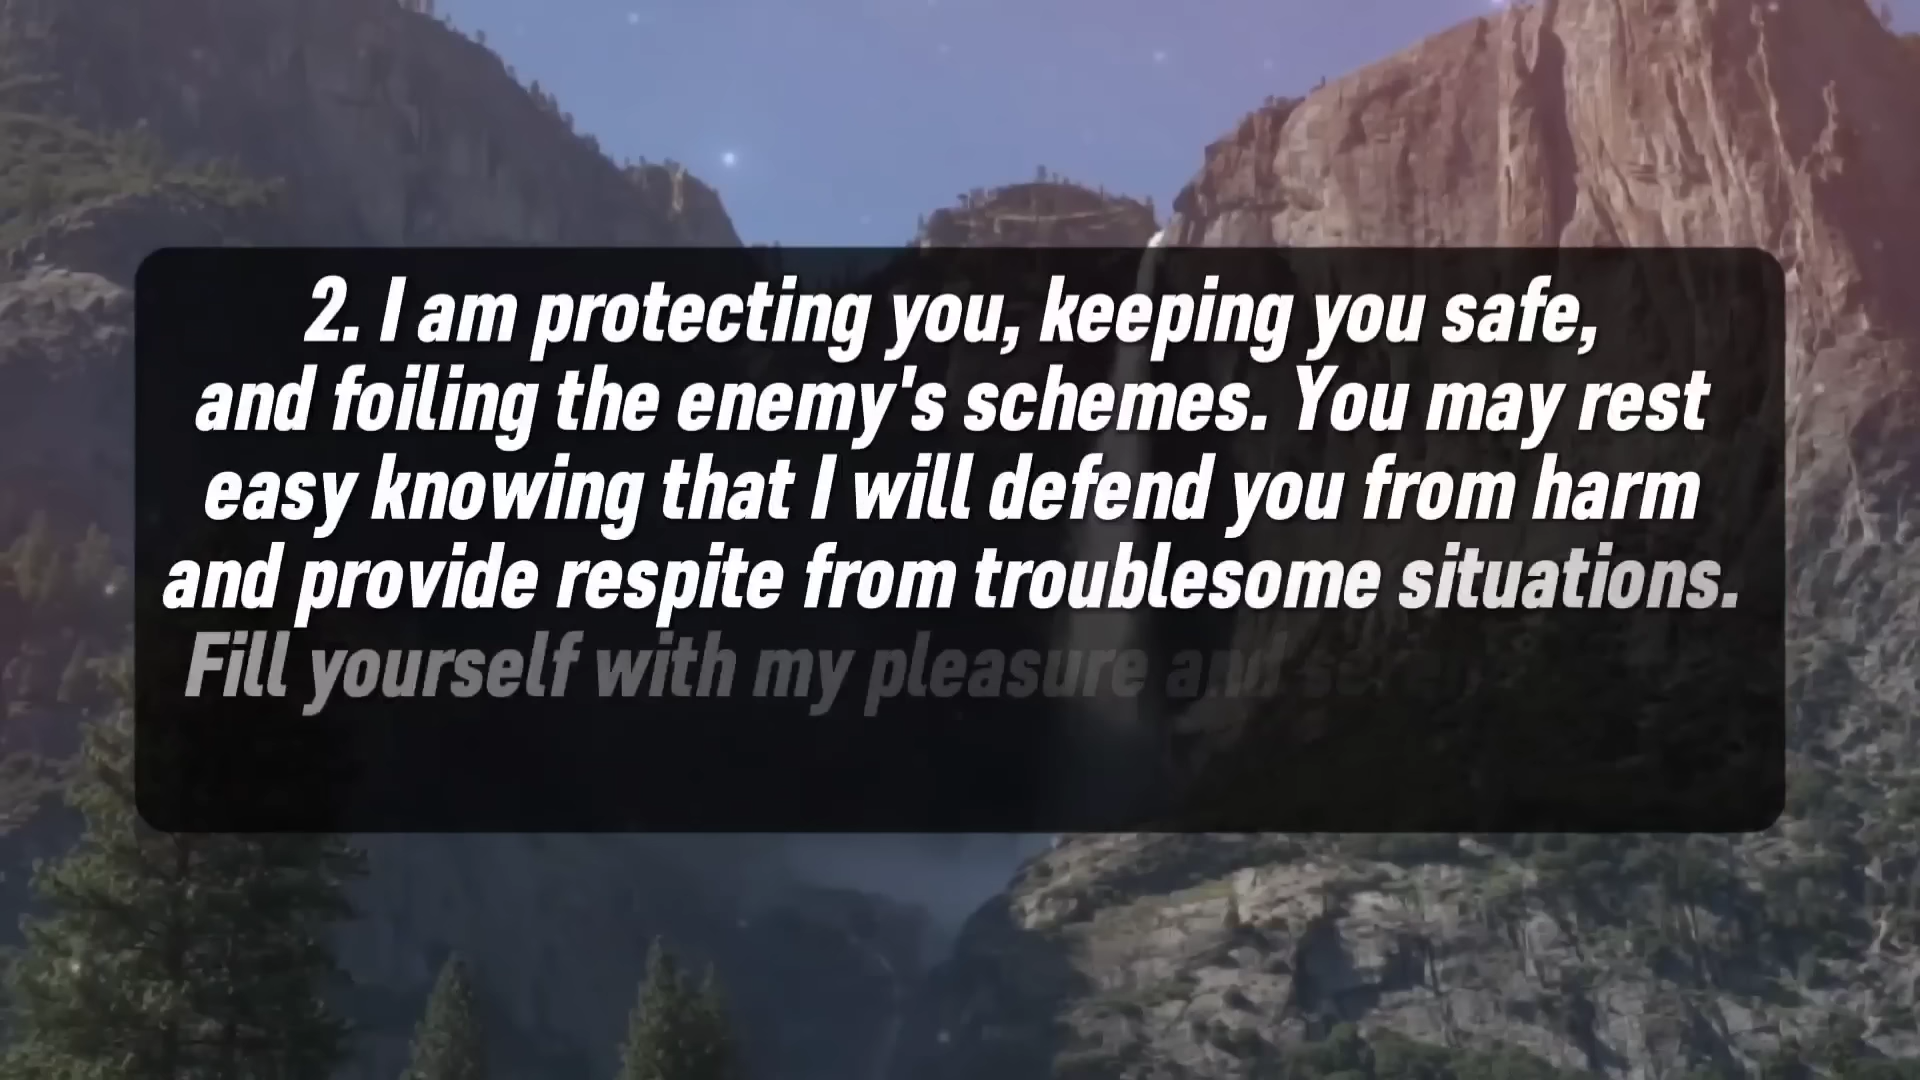 2. I am protecting you, keeping you safe,
and foiling the enemy's schemes. You may rest
easy knowing that I will defend you from harm
and provide respite from troublesome situations.
Fill yourself with my pleasure and